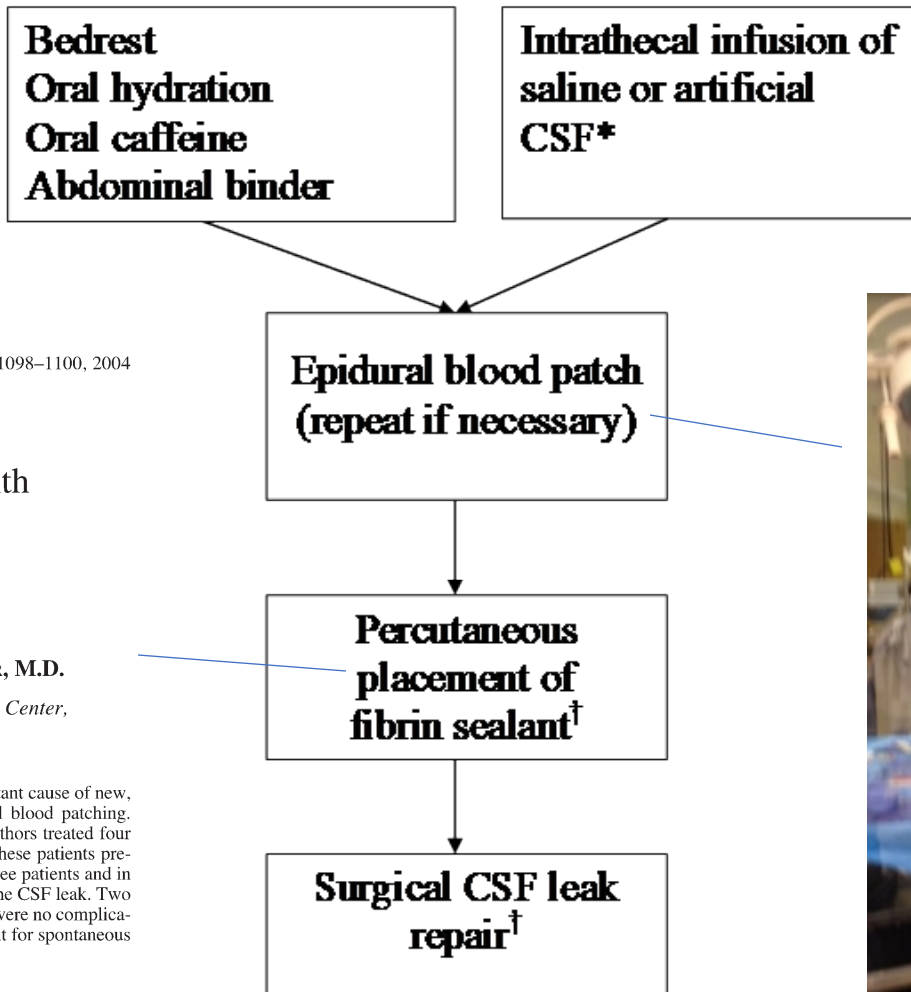 Bedrest
Oral hydration
Oral caffeine
Abdominal binder
Intrathecal infusion of
saline or artificial
CSF*
1098–1100, 2004
Epidural blood patch
(repeat if necessary)
M.D.
Center,
Percutaneous
placement of
fibrin sealant†
tant cause of new,
blood patching.
thors treated four
hese patients pre-
ee patients and in
he CSF leak. Two
were no complica-
t for spontaneous
Surgical CSF leak
repair†